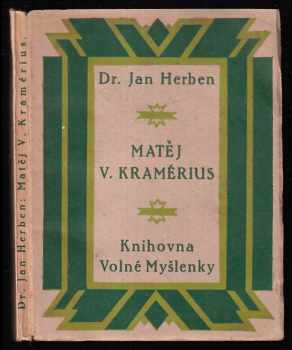 Dr. Jan Herben: Matěj V. Kramérius.
Dr. Jan Herben
MATĚJ
V. KRAMÉRIUS
Knihovna
Volné Myšlenky